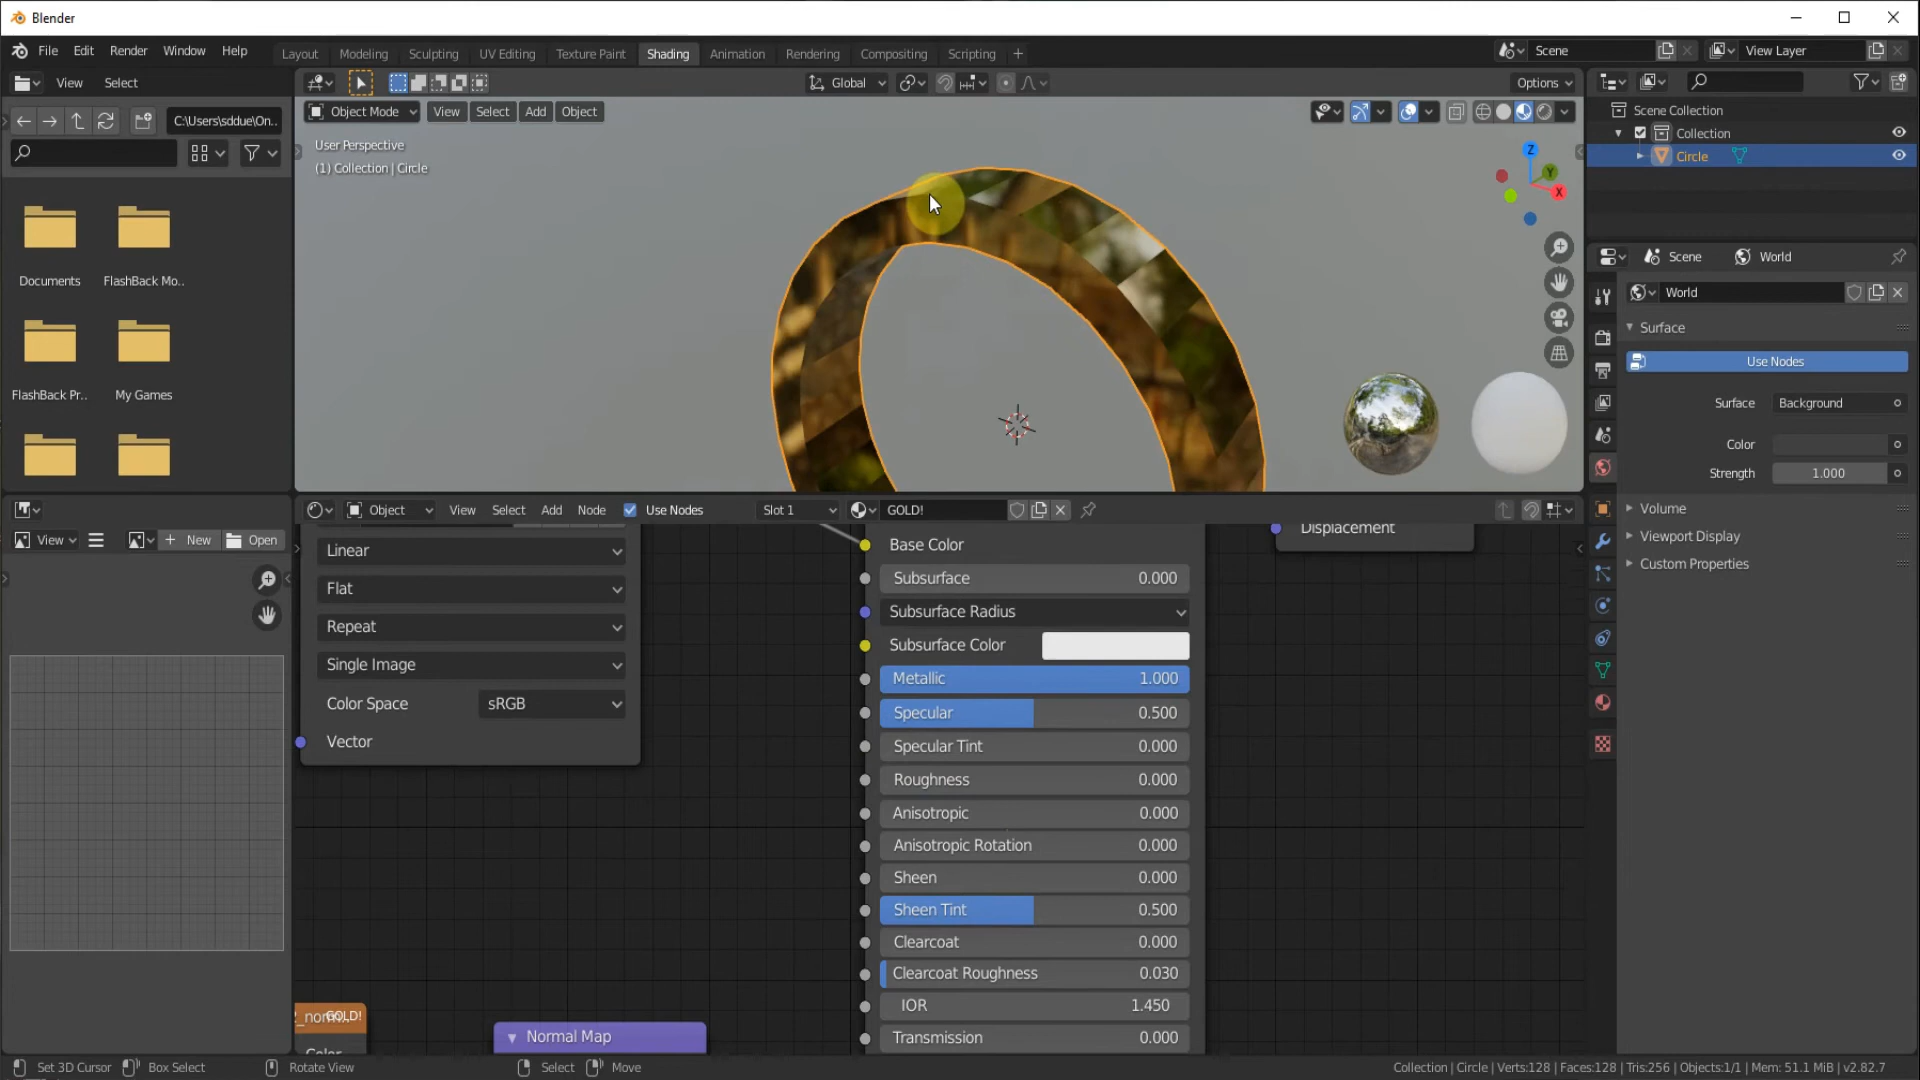 Blender
File Edit Render Window Help
Layout Modeling Sculpting UV Editing Texture Paint Shading Animation Rendering Compositing Scripting +
Scene
View Layer
View Select
Global
Options
C:\Users\sddue\On..
Object Mode View Select Add Object
User Perspective
(1) Collection | Circle
Z
Y
X
Scene Collection
Collection
Circle
Documents
FlashBack Mo..
FlashBack Pr..
My Games
Scene World
World
Surface
Use Nodes
Surface Background
Color
Strength 1.000
Volume
Viewport Display
Custom Properties
View New Open
Object View Select Add Node Use Nodes Slot 1 GOLD!
Linear
Flat
Repeat
Single Image
Color Space sRGB
Vector
Displacement
Base Color
Subsurface 0.000
Subsurface Radius
Subsurface Color
Metallic 1.000
Specular 0.500
Specular Tint 0.000
Roughness 0.000
Anisotropic 0.000
Anisotropic Rotation 0.000
Sheen 0.000
Sheen Tint 0.500
Clearcoat 0.000
Clearcoat Roughness 0.030
IOR 1.450
Transmission 0.000
GOLD!
Color
Normal Map
Set 3D Cursor Box Select Rotate View Select Move
Collection | Circle | Verts:128 | Faces:128 | Tris:256 | Objects:1/1 | Mem: 51.1 MiB | v2.82.7